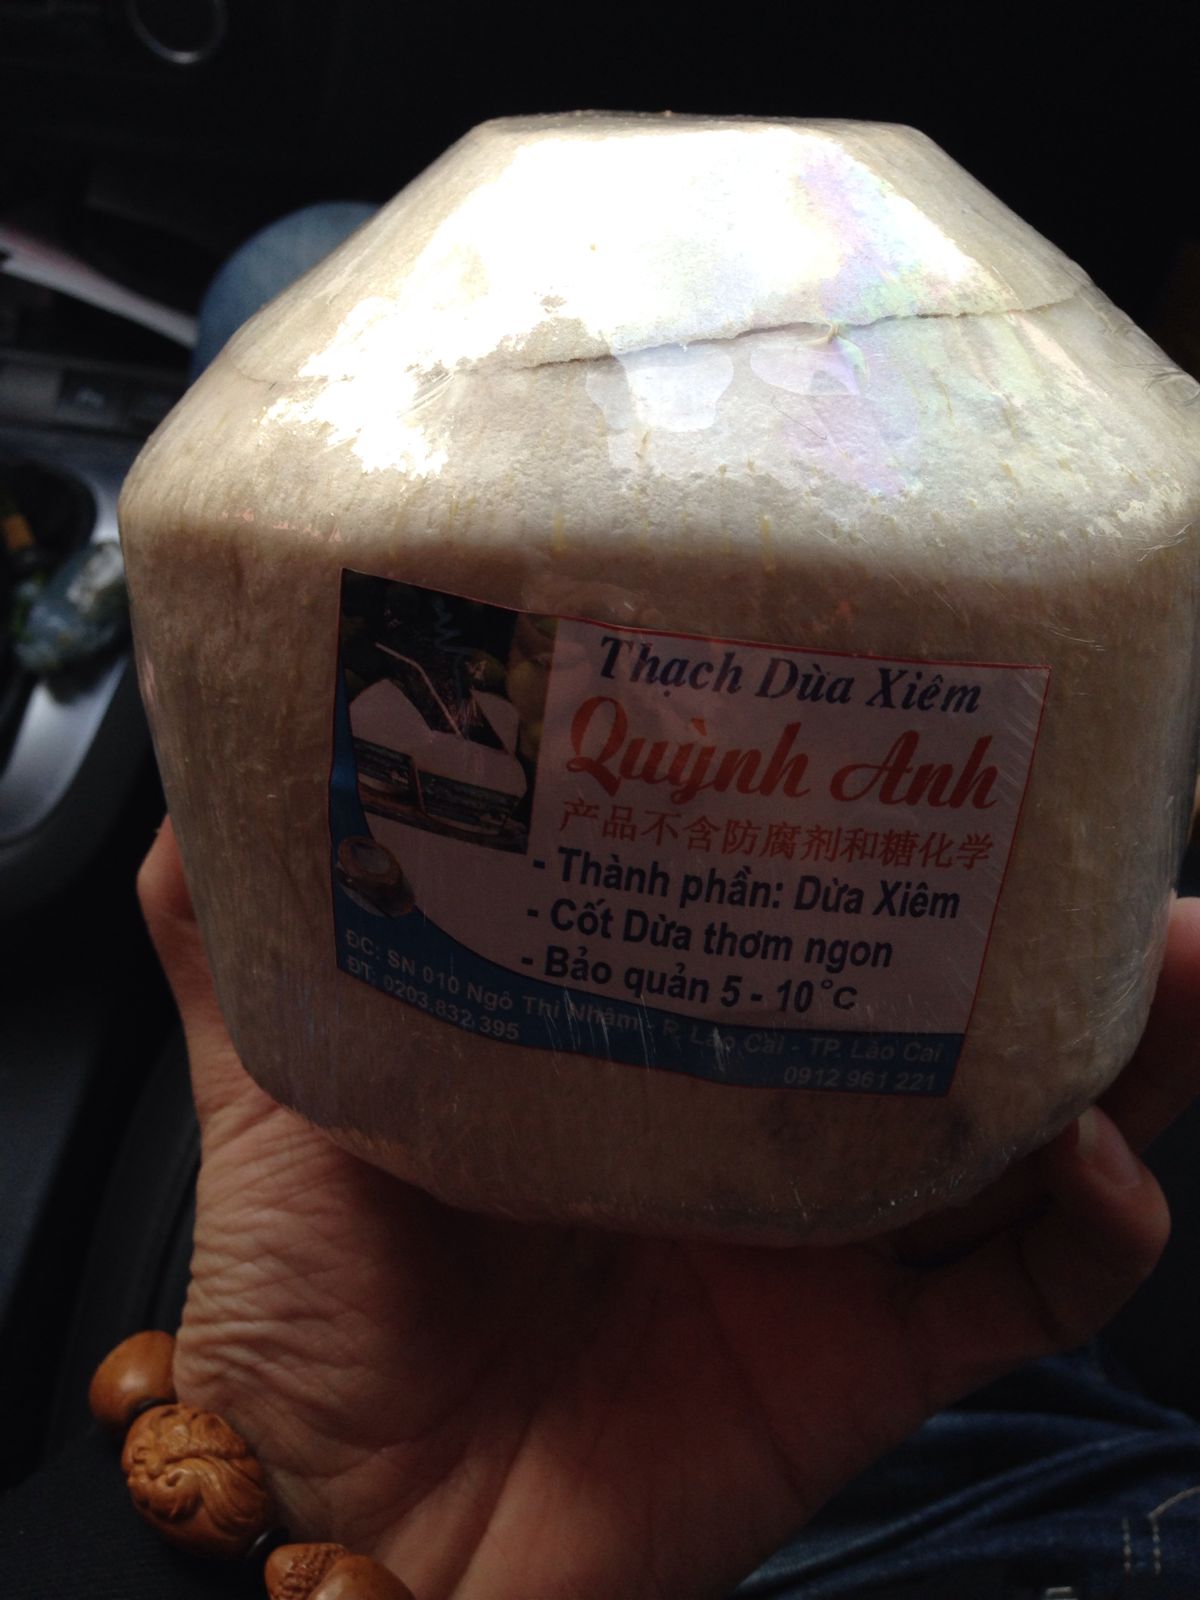 Thạch Dừa Xiêm
Quỳnh Anh
产品不含防腐剂和糖化学
- Thành phần: Dừa Xiêm
- Cốt Dừa thơm ngon
- Bảo quản 5 - 10°C
ĐC: SN 010 Ngô Thì Nhậm - P. Lào Cai - TP. Lào Cai
ĐT: 0203.832 395
0912 961 221